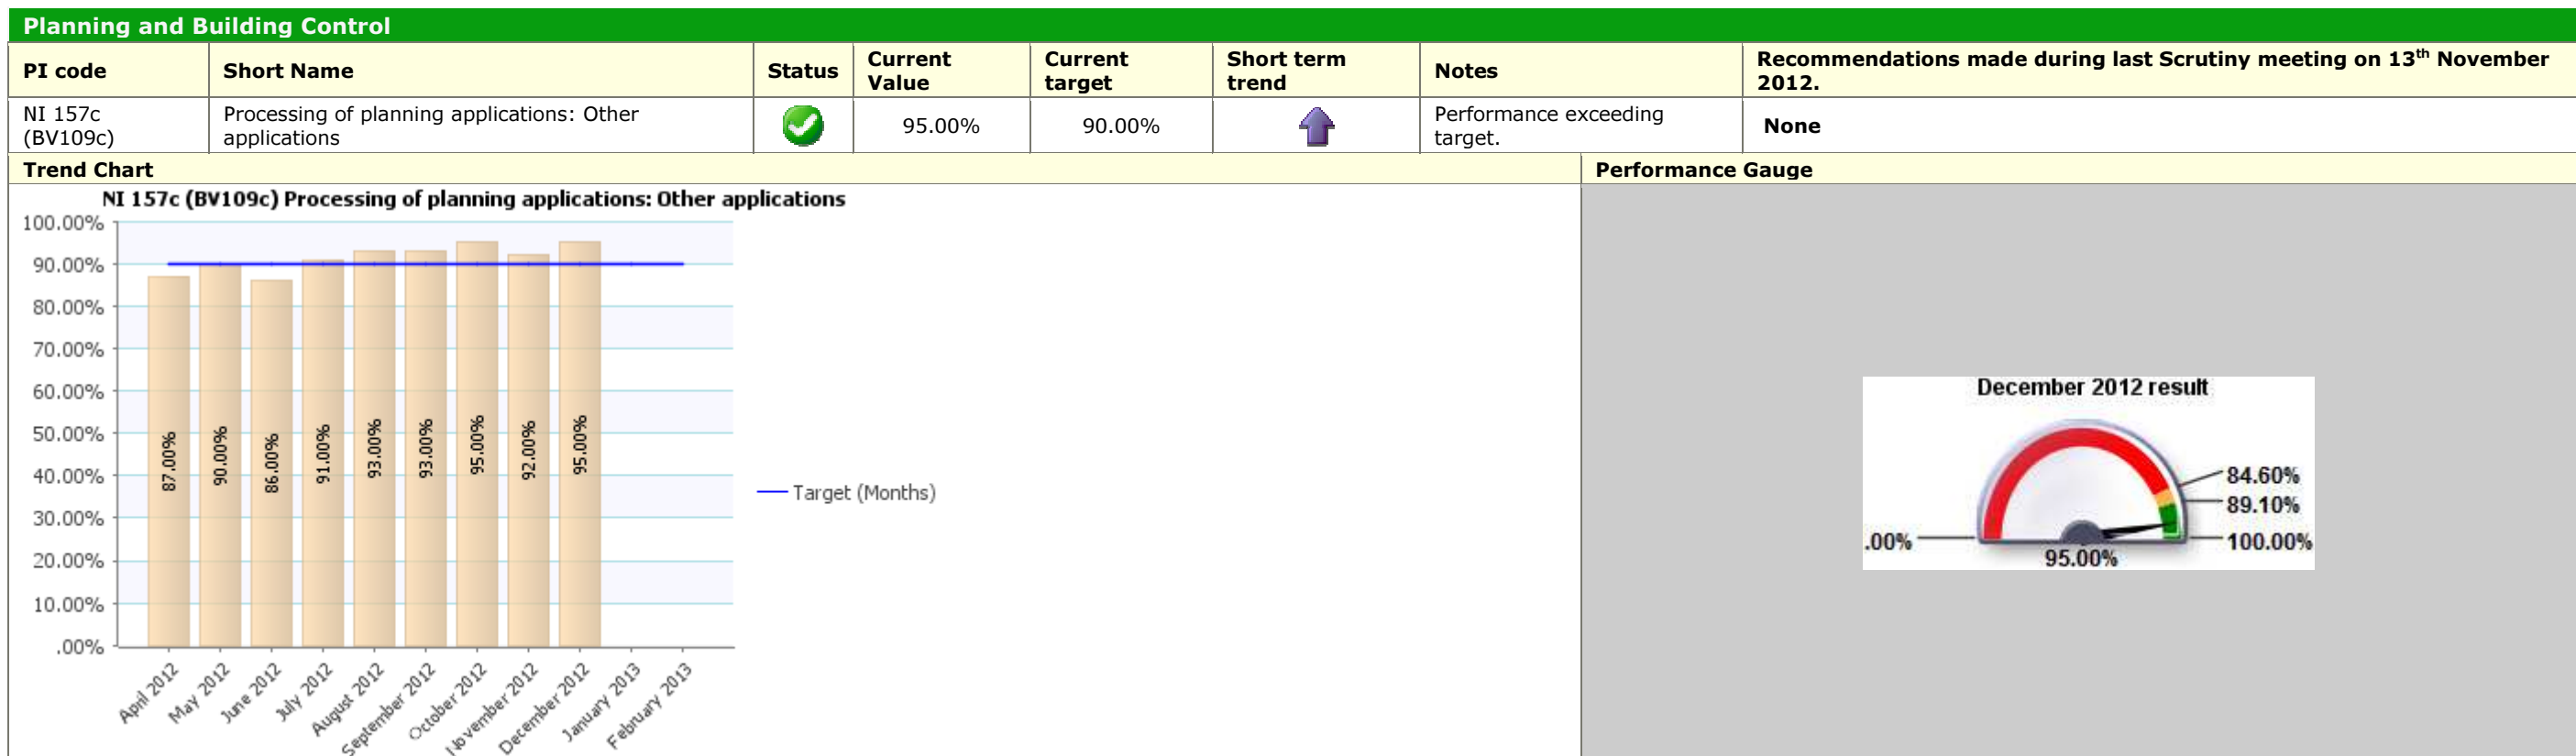 Planning and Building Control
PI code
Short Name
Status
Current
Value
Current
target
Short term
trend
Notes
Recommendations made during last Scrutiny meeting on 13th November
2012.
NI 157c
(BV109c)
Processing of planning applications: Other
applications
95.00%
90.00%
Performance exceeding
target.
None
Trend Chart
Performance Gauge
NI 157c (BV109c) Processing of planning applications: Other applications
100.00%
90.00%
80.00%
70.00%
60.00%
50.00%
40.00%
30.00%
20.00%
10.00%
.00%
87.00%
90.00%
86.00%
91.00%
93.00%
93.00%
95.00%
92.00%
95.00%
April 2012
May 2012
June 2012
July 2012
August 2012
September 2012
October 2012
November 2012
December 2012
January 2013
February 2013
Target (Months)
December 2012 result
84.60%
89.10%
.00%
100.00%
95.00%